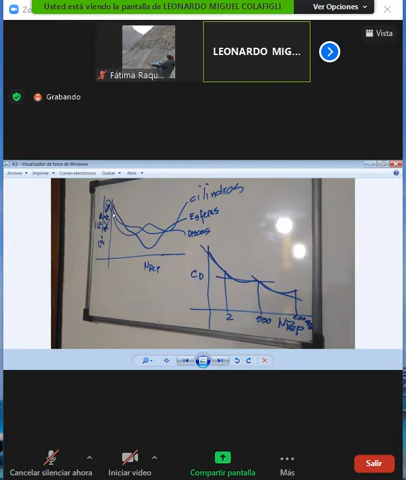 Usted está viendo la pantalla de LEONARDO MIGUEL COLAFIGLI
Ver Opciones
Vista
Fátima Raqu...
LEONARDO MIG...
Grabando
Visualizador de fotos de Windows
Archivo
Imprimir
Correo electrónico
Grabar
Abrir
cilindros
Esferas
Discos
NRep
CD
2
500
NRep
Cancelar silenciar ahora
Iniciar video
Compartir pantalla
Más
Salir